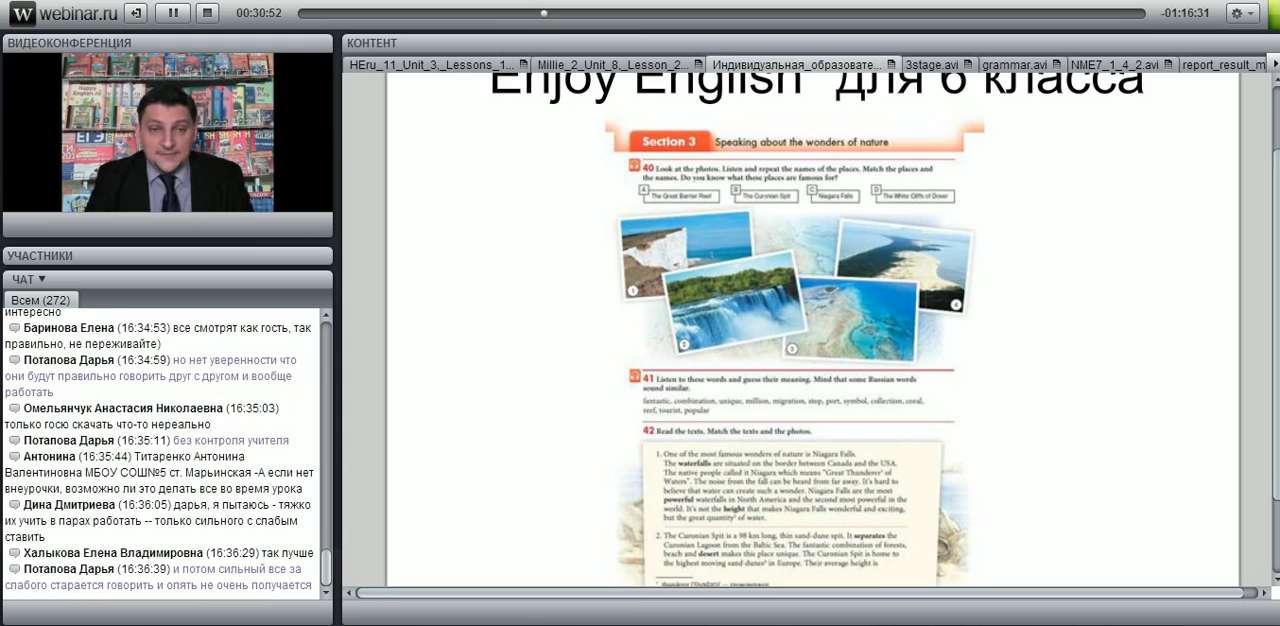 webinar.ru
00:30:52
-01:16:31
ВИДЕОКОНФЕРЕНЦИЯ
УЧАСТНИКИ
ЧАТ
Всем (272)
интересно
Баринова Елена (16:34:53) все смотрят как гость, так
правильно, не переживайте)
Потапова Дарья (16:34:59) но нет уверенности что
они будут правильно говорить друг с другом и вообще
работать
Омельянчук Анастасия Николаевна (16:35:03)
только госю скачать что-то нереально
Потапова Дарья (16:35:11) без контроля учителя
Антонина (16:35:44) Титаренко Антонина
Валентиновна МБОУ СОШ№5 ст.Марьинская -А если нет
внеурочки, возможно ли это делать все во время урока
Дина Дмитриева (16:36:05) дарья, я пытаюсь - тяжко
их учить в парах работать -- только сильного с слабым
ставить
Халымбек Елена Владимировна (16:36:29) так лучше
Потапова Дарья (16:36:39) и потом сильный все за
слабого старается говорить и опять не очень получается
КОНТЕНТ
HEru_11_Unit_3,_Lessons_1...
Millie_2_Unit_8,_Lesson_2...
Индивидуальная_образовате...
3stage.avi
grammar.avi
NME7_1_4_2.avi
report_result_m
Enjoy English" для 6 класса
Section 3 Speaking about the wonders of nature
40 Look at the photos. Listen and repeat the names of the places. Match the places and
the names. Do you know what these places are famous for?
A The Great Barrier Reef
B The Curonian Spit
C Niagara Falls
D The White Cliffs of Dover
1
2
3
4
41 Listen to these words and guess their meaning. Mind that some Russian words
sound similar.
fantastic, combination, unique, million, migration, stop, port, symbol, collection, coral,
reef, tourist, popular
42 Read the texts. Match the texts and the photos.
1. One of the most famous wonders of nature is Niagara Falls.
The waterfalls are situated on the border between Canada and the USA.
The native people called it Niagara which means "Great Thunderer¹ of
Waters". The noise from the fall can be heard from far away. It's hard to
believe that water can create such a wonder. Niagara Falls are the most
powerful waterfalls in North America and the second most powerful in the
world. It's not the height that makes Niagara Falls wonderful and exciting,
but the great quantity² of water.
2. The Curonian Spit is a 98 km long, thin sand-dune spit. It separates the
Curonian Lagoon from the Baltic Sea. The fantastic combination of forests,
beach and desert makes this place unique. The Curonian Spit is home to
the highest moving sand dunes³ in Europe. Their average height is